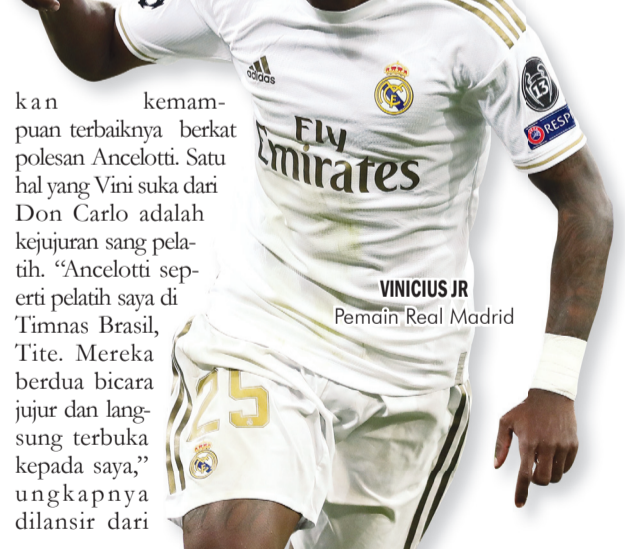 kan kemam-
puan terbaiknya berkat
polesan Ancelotti. Satu
hal yang Vini suka dari
Don Carlo adalah
kejujuran sang pela-
tih. “Ancelotti sep-
erti pelatih saya di
Timnas Brasil,
Tite. Mereka
berdua bicara
jujur dan lang-
sung terbuka
kepada saya,”
ungkapnya
dilansir dari
adidas
Fly
Emirates
13
RESP
VINICIUS JR
Pemain Real Madrid
25